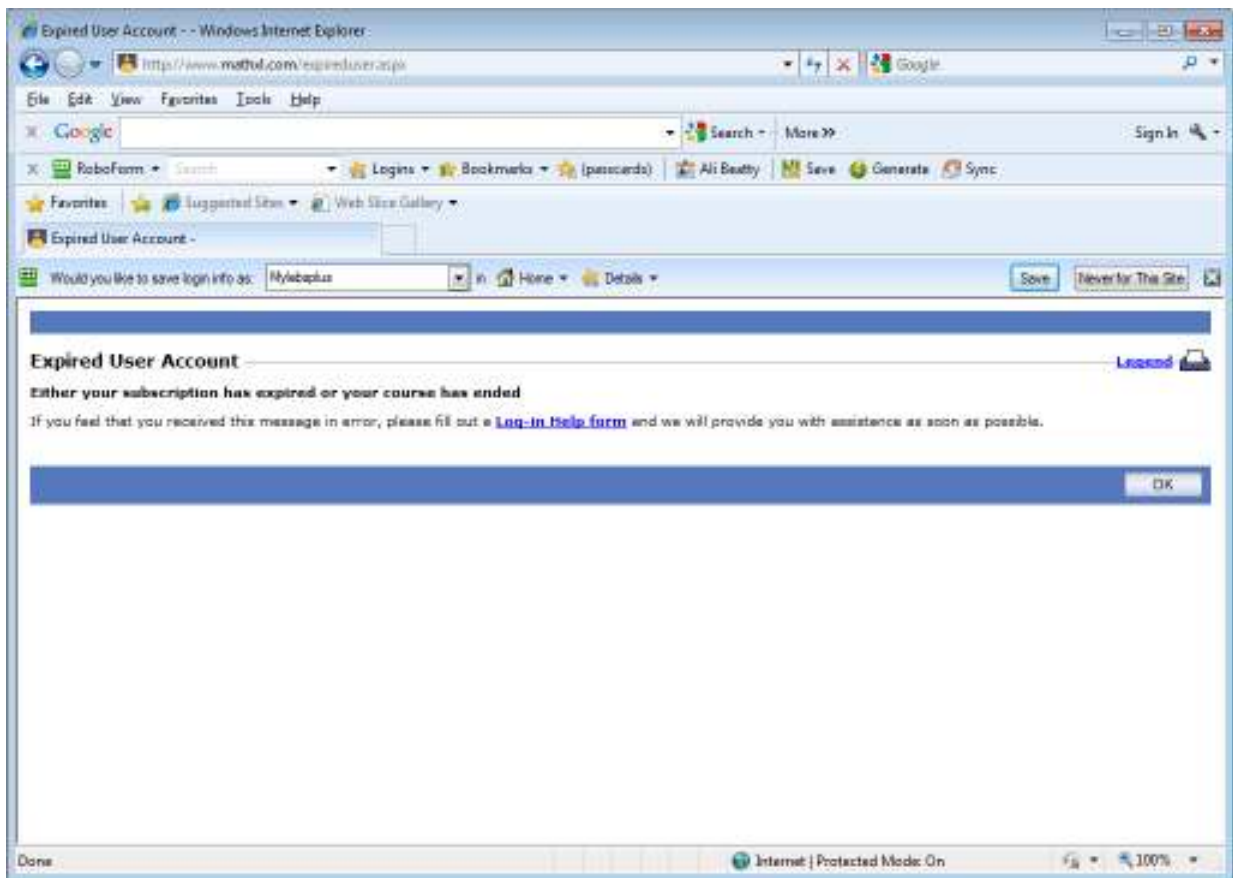 Expired User Account - - Windows Internet Explorer
http://www.mathxl.com/expireduser.aspx Google
File Edit View Favorites Tools Help
x Google Search More >> Sign In
x RoboForm Search Logins Bookmarks (passcards) Ali Beatty Save Generate Sync
Favorites Suggested Sites Web Slice Gallery
Expired User Account -
Would you like to save login info as: in Home Details Save Never for This Site
Expired User Account Legend
Either your subscription has expired or your course has ended
If you feel that you received this message in error, please fill out a Log-in Help form and we will provide you with assistence as soon as possible.
OK
Done Internet | Protected Mode: On 100%